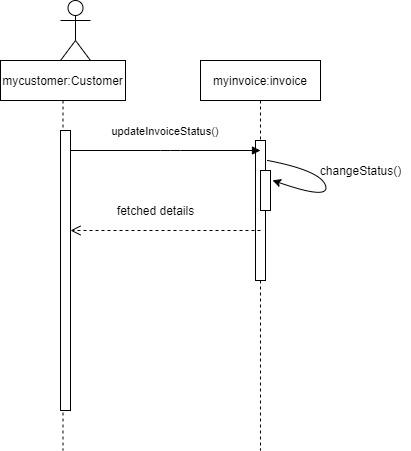 mycustomer:Customer
myinvoice:invoice
updateInvoiceStatus()
changeStatus()
fetched details